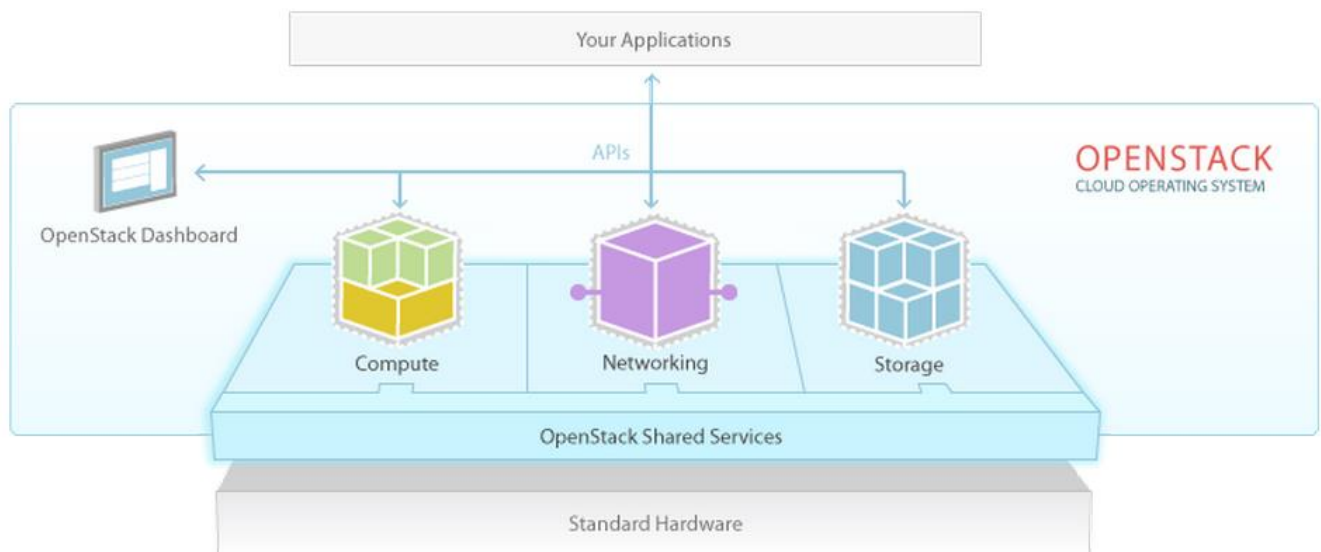 Your Applications
APIs
OPENSTACK
CLOUD OPERATING SYSTEM
OpenStack Dashboard
Compute
Networking
Storage
OpenStack Shared Services
Standard Hardware